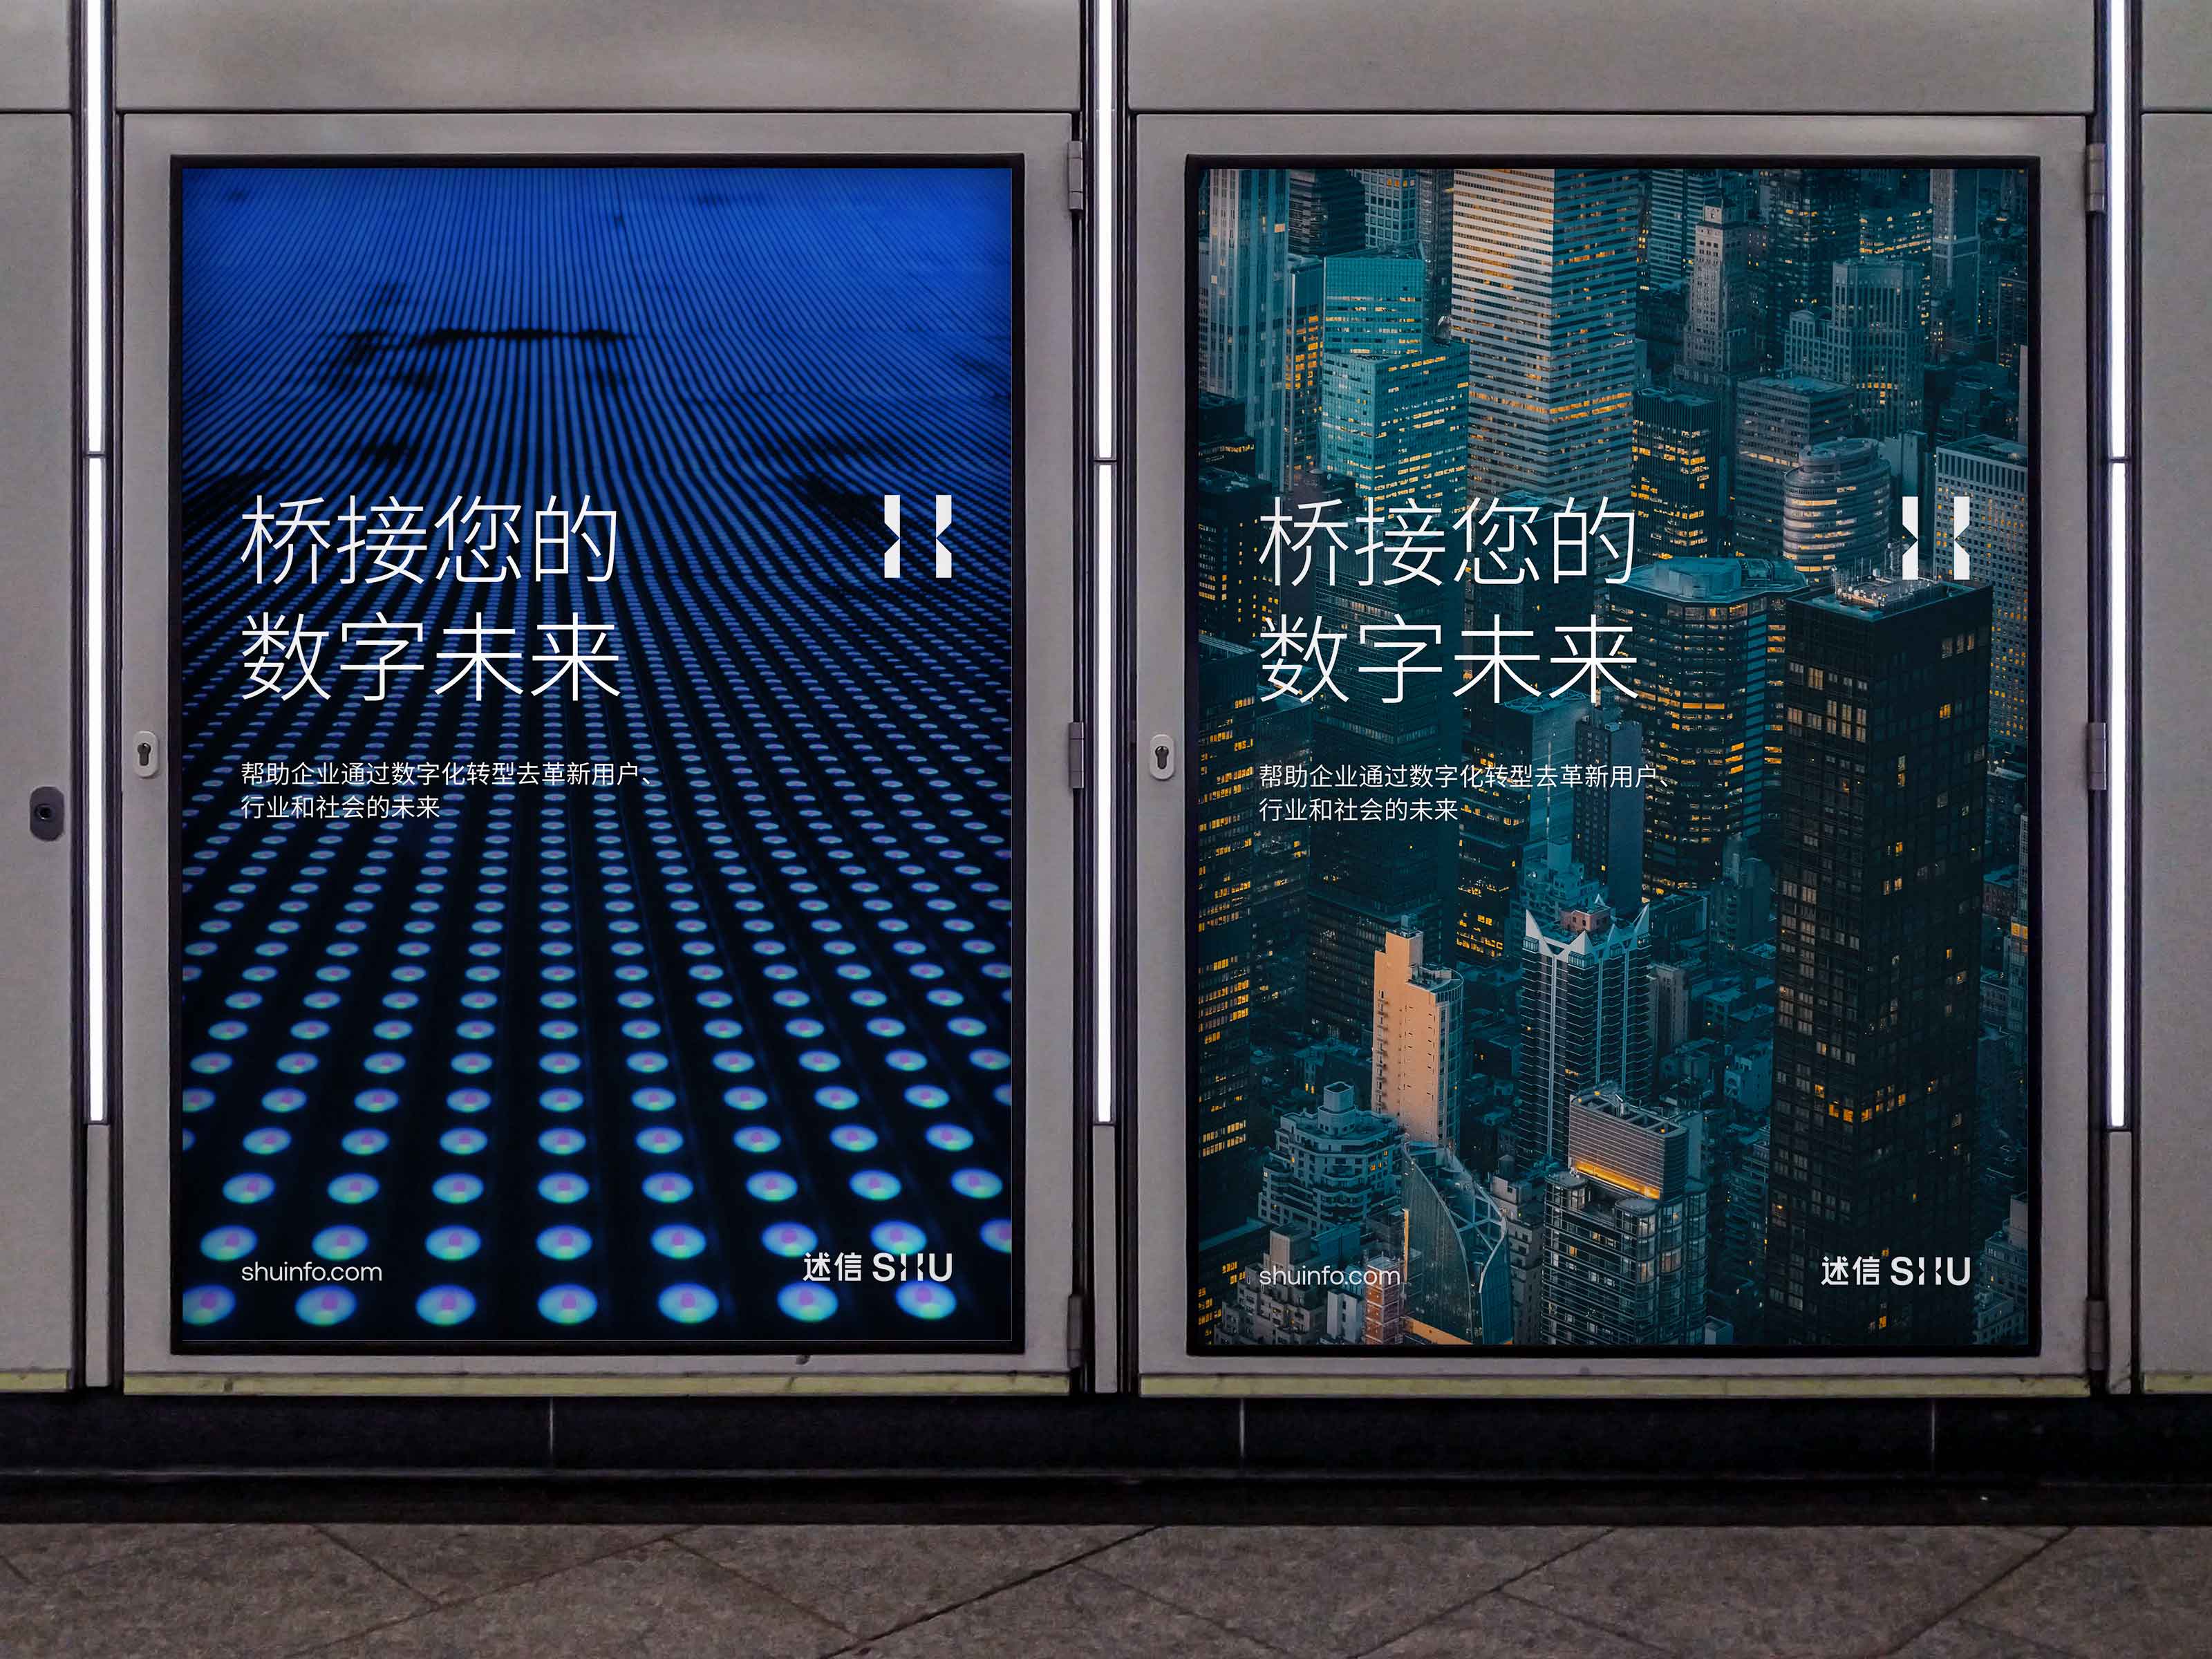 桥接您的
数字未来
帮助企业通过数字化转型去革新用户、
行业和社会的未来
shuinfo.com
述信 SHU
桥接您的
数字未来
帮助企业通过数字化转型去革新用户、
行业和社会的未来
shuinfo.com
述信 SHU